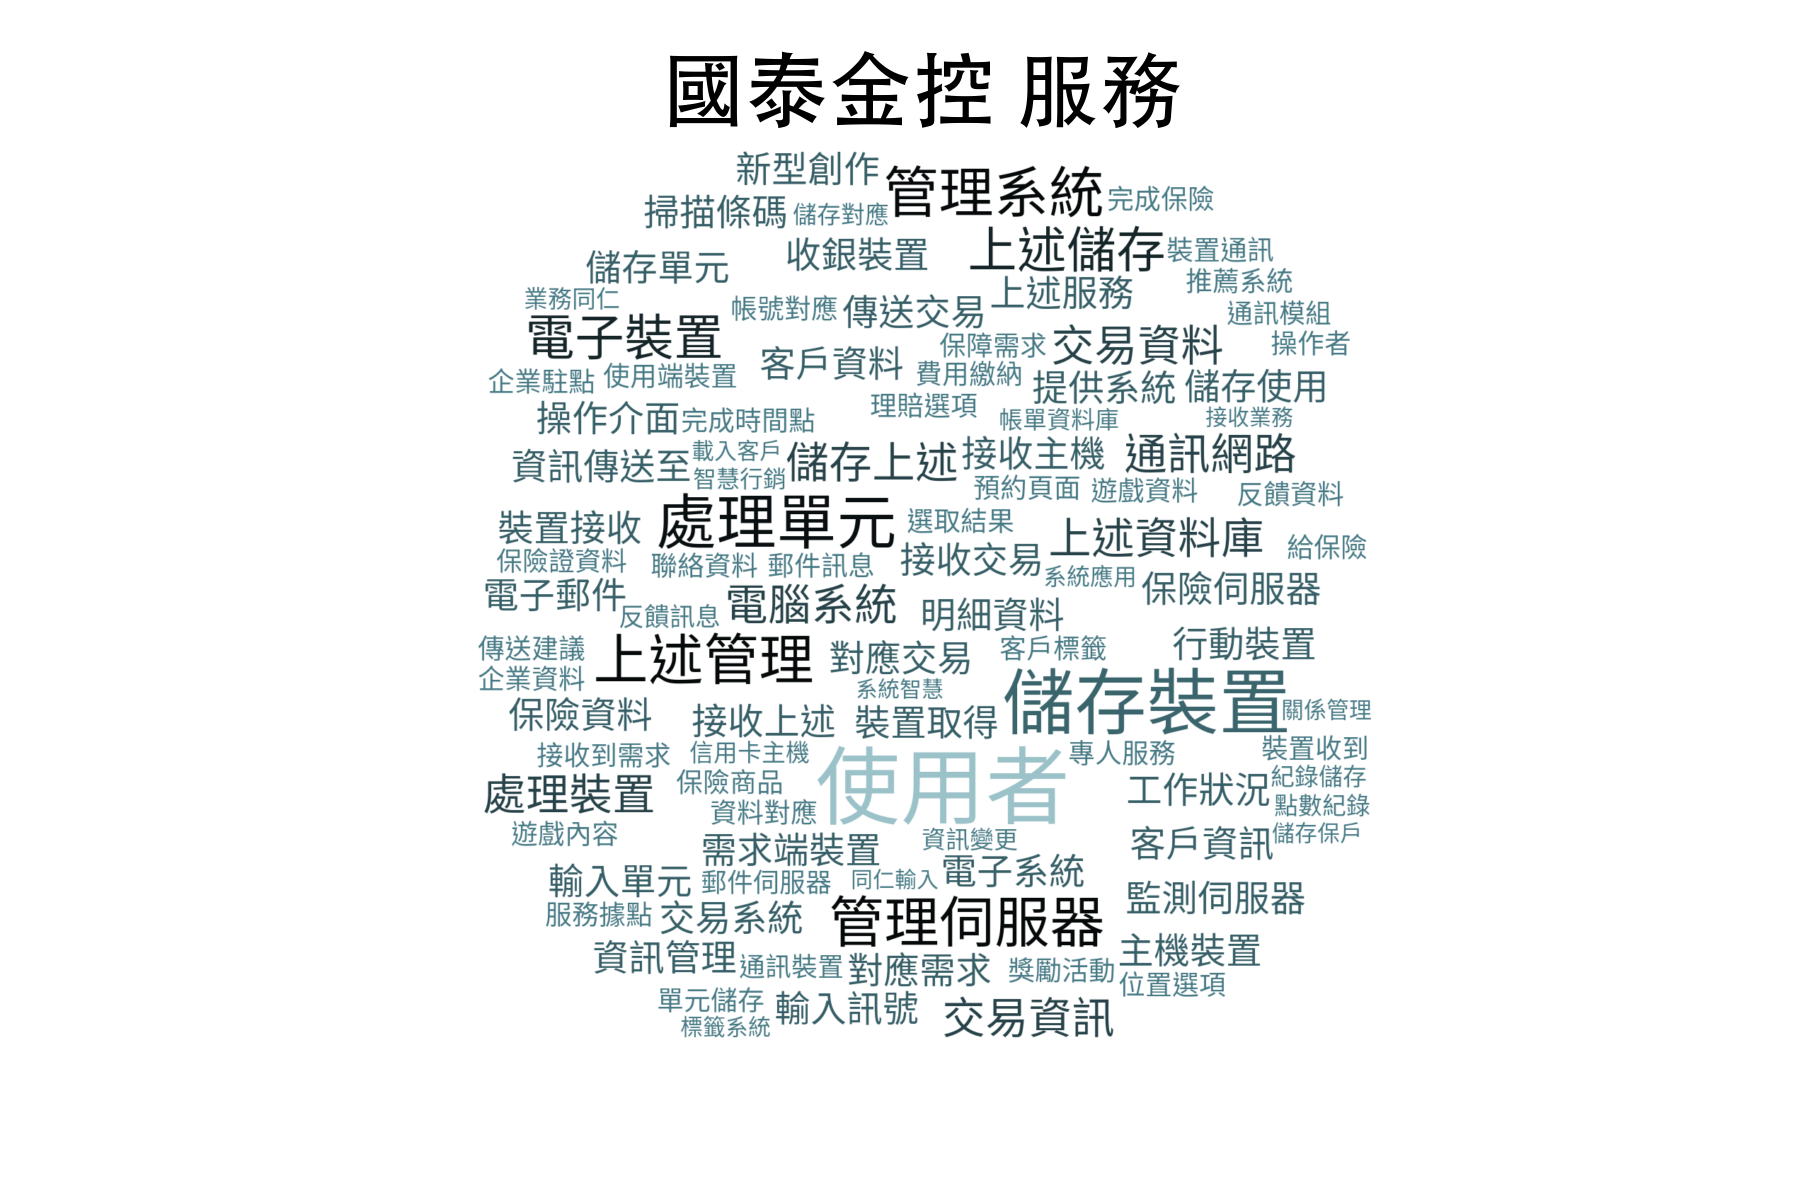 國泰金控 服務
新型創作
管理系統
完成保險
掃描條碼
儲存對應
上述儲存
裝置通訊
收銀裝置
儲存單元
推薦系統
上述服務
業務同仁
帳號對應
傳送交易
通訊模組
電子裝置
保障需求
交易資料
操作者
客戶資料
費用繳納
企業駐點
使用端裝置
提供系統
儲存使用
理賠選項
操作介面
完成時間點
帳單資料庫
接收業務
載入客戶
資訊傳送至
智慧行銷
儲存上述
接收主機
通訊網路
預約頁面
遊戲資料
反饋資料
處理單元
選取結果
裝置接收
上述資料庫
給保險
保險證資料
聯絡資料
郵件訊息
接收交易
系統應用
保險伺服器
電子郵件
反饋訊息
電腦系統
明細資料
傳送建議
上述管理
對應交易
客戶標籤
行動裝置
企業資料
系統智慧
儲存裝置
關係管理
保險資料
接收上述
裝置取得
接收到需求
信用卡主機
專人服務
裝置收到
使用者
保險商品
處理裝置
工作狀況
紀錄儲存
資料對應
點數紀錄
遊戲內容
需求端裝置
資訊變更
客戶資訊
儲存保戶
輸入單元
郵件伺服器
同仁輸入
電子系統
監測伺服器
服務據點
交易系統
管理伺服器
資訊管理
通訊裝置
對應需求
獎勵活動
主機裝置
位置選項
單元儲存
輸入訊號
交易資訊
標籤系統